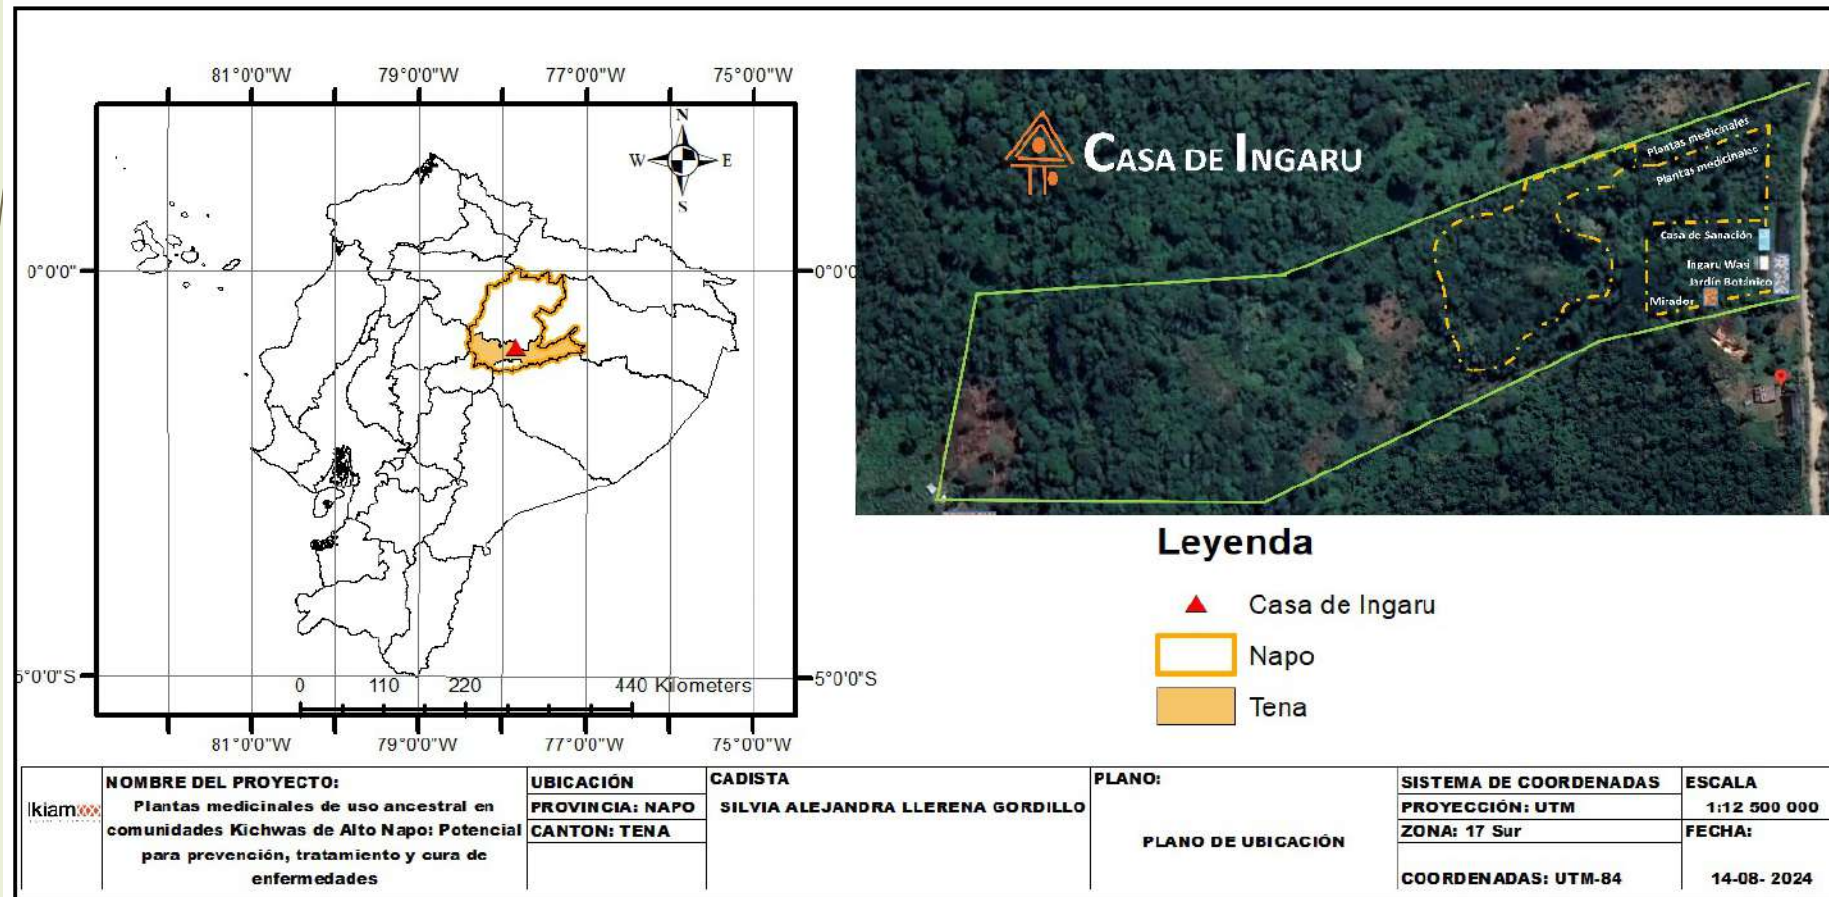 81°0'0"W 79°0'0"W 77°0'0"W 75°0'0"W
N
W E
S
0°0'0"
0°0'0
5°0'0"S
5°0'0"S
0 110 220 440 Kilometers
81°0'0"W 79°0'0"W 77°0'0"W 75°0'0"W
CASA DE INGARU
Plantas medicinales
Plantas medicinales
Casa de Sanación
Ingaru Wasi
Jardín Botánico
Mirador
Leyenda
Casa de Ingaru
Napo
Tena
Ikiam
NOMBRE DEL PROYECTO:
Plantas medicinales de uso ancestral en
comunidades Kichwas de Alto Napo: Potencial
para prevención, tratamiento y cura de
enfermedades
UBICACIÓN
PROVINCIA: NAPO
CANTON: TENA
CADISTA
SILVIA ALEJANDRA LLERENA GORDILLO
PLANO:
PLANO DE UBICACIÓN
SISTEMA DE COORDENADAS
PROYECCIÓN: UTM
ZONA: 17 Sur
COORDENADAS: UTM-84
ESCALA
1:12 500 000
FECHA:
14-08- 2024